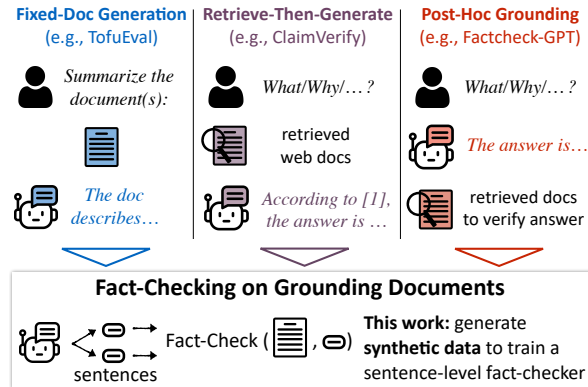 Fixed-Doc Generation
(e.g., TofuEval)
Summarize the
document(s):
The doc
describes…
Retrieve-Then-Generate
(e.g., ClaimVerify)
What/Why/… ?
retrieved
web docs
According to [1],
the answer is …
Post-Hoc Grounding
(e.g., Factcheck-GPT)
What/Why/… ?
The answer is…
retrieved docs
to verify answer
Fact-Checking on Grounding Documents
sentences
Fact-Check ( , )
This work: generate
synthetic data to train a
sentence-level fact-checker